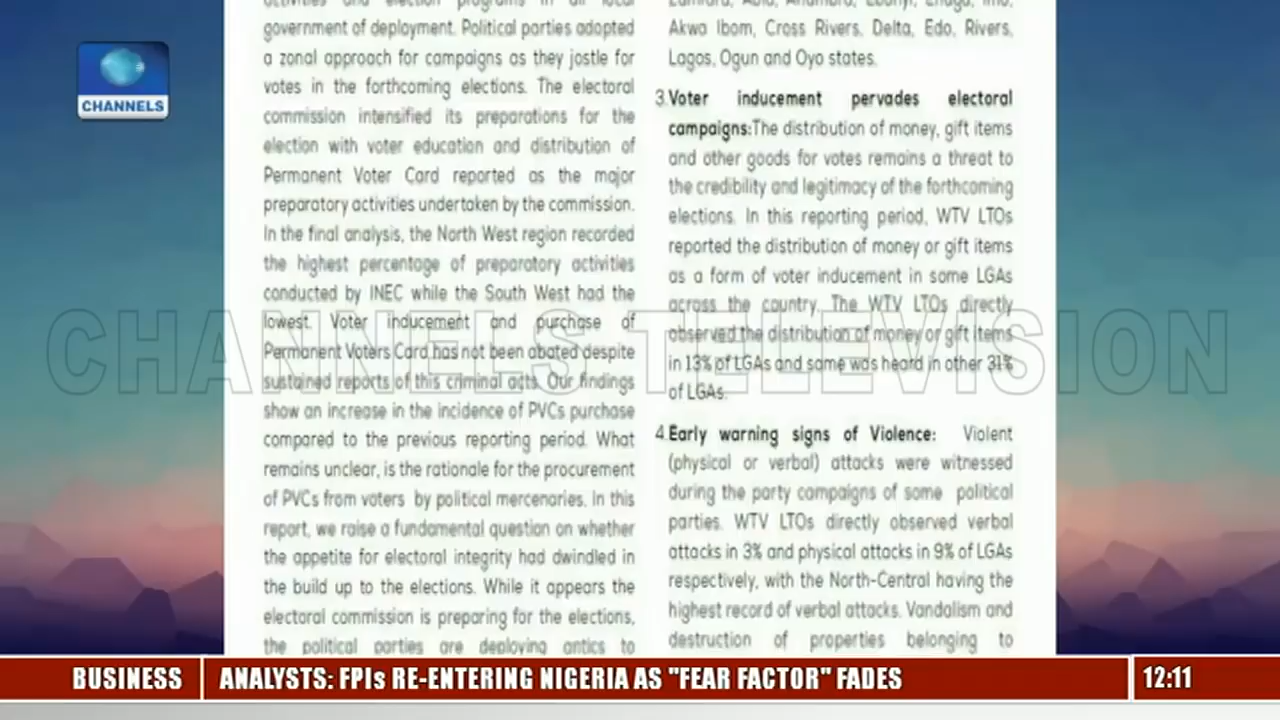 activities and election programs in all local
government of deployment. Political parties adopted
a zonal approach for campaigns as they jostle for
votes in the forthcoming elections. The electoral
commission intensified its preparations for the
election with voter education and distribution of
Permanent Voter Card reported as the major
preparatory activities undertaken by the commission.
In the final analysis, the North West region recorded
the highest percentage of preparatory activities
conducted by INEC while the South West had the
lowest. Voter inducement and purchase of
Permanent Voters Card has not been abated despite
sustained reports of this criminal acts. Our findings
show an increase in the incidence of PVCs purchase
compared to the previous reporting period. What
remains unclear, is the rationale for the procurement
of PVCs from voters by political mercenaries. In this
report, we raise a fundamental question on whether
the appetite for electoral integrity had dwindled in
the build up to the elections. While it appears the
electoral commission is preparing for the elections,
the political parties are deploying antics to
Akwa Ibom, Cross Rivers, Delta, Edo, Rivers,
Lagos, Ogun and Oyo states.
3.Voter inducement pervades electoral
campaigns:The distribution of money, gift items
and other goods for votes remains a threat to
the credibility and legitimacy of the forthcoming
elections. In this reporting period, WTV LTOs
reported the distribution of money or gift items
as a form of voter inducement in some LGAs
across the country. The WTV LTOs directly
observed the distribution of money or gift items
in 13% of LGAs and same was heard in other 31%
of LGAs.
4.Early warning signs of Violence: Violent
(physical or verbal) attacks were witnessed
during the party campaigns of some political
parties. WTV LTOs directly observed verbal
attacks in 3% and physical attacks in 9% of LGAs
respectively, with the North-Central having the
highest record of verbal attacks. Vandalism and
destruction of properties belonging to
CHANNELS
CHANNELS TELEVISION
BUSINESS
ANALYSTS: FPIs RE-ENTERING NIGERIA AS "FEAR FACTOR" FADES
12:11